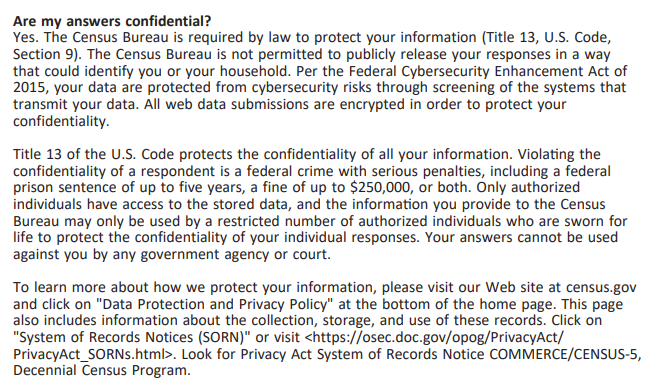 Are my answers confidential?
Yes. The Census Bureau is required by law to protect your information (Title 13, U.S. Code,
Section 9). The Census Bureau is not permitted to publicly release your responses in a way
that could identify you or your household. Per the Federal Cybersecurity Enhancement Act of
2015, your data are protected from cybersecurity risks through screening of the systems that
transmit your data. All web data submissions are encrypted in order to protect your
confidentiality.
Title 13 of the U.S. Code protects the confidentiality of all your information. Violating the
confidentiality of a respondent is a federal crime with serious penalties, including a federal
prison sentence of up to five years, a fine of up to $250,000, or both. Only authorized
individuals have access to the stored data, and the information you provide to the Census
Bureau may only be used by a restricted number of authorized individuals who are sworn for
life to protect the confidentiality of your individual responses. Your answers cannot be used
against you by any government agency or court.
To learn more about how we protect your information, please visit our Web site at census.gov
and click on "Data Protection and Privacy Policy" at the bottom of the home page. This page
also includes information about the collection, storage, and use of these records. Click on
"System of Records Notices (SORN)" or visit <https://osec.doc.gov/opog/PrivacyAct/
PrivacyAct_SORNs.html>. Look for Privacy Act System of Records Notice COMMERCE/CENSUS-5,
Decennial Census Program.